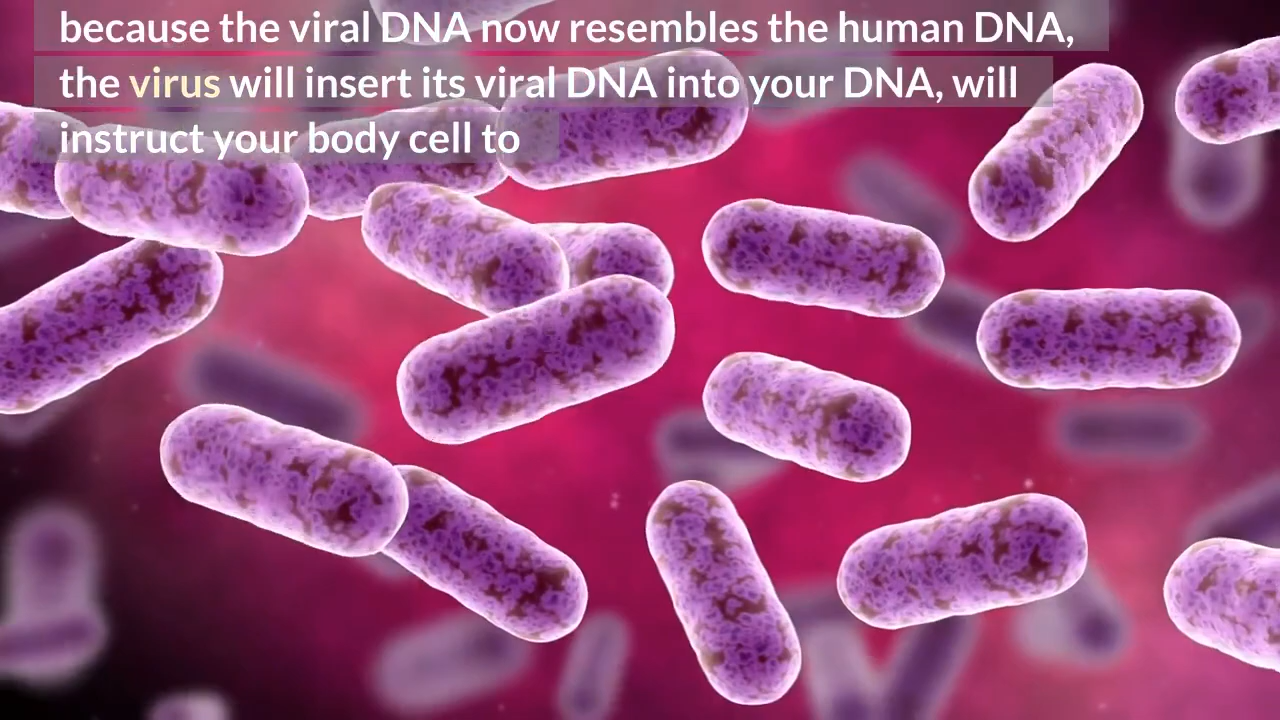 because the viral DNA now resembles the human DNA,
the virus will insert its viral DNA into your DNA, will
instruct your body cell to